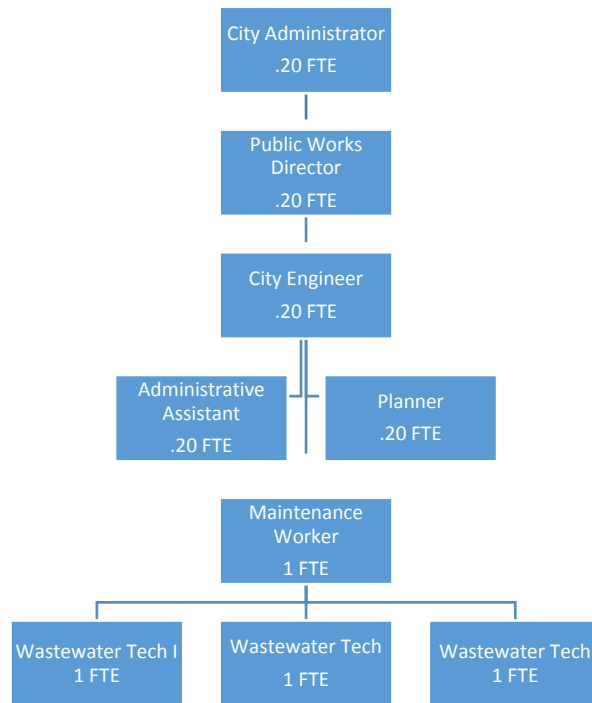 City Administrator
.20 FTE
Public Works
Director
.20 FTE
City Engineer
.20 FTE
Administrative
Assistant
.20 FTE
Planner
.20 FTE
Maintenance
Worker
1 FTE
Wastewater Tech I
1 FTE
Wastewater Tech
1 FTE
Wastewater Tech
1 FTE